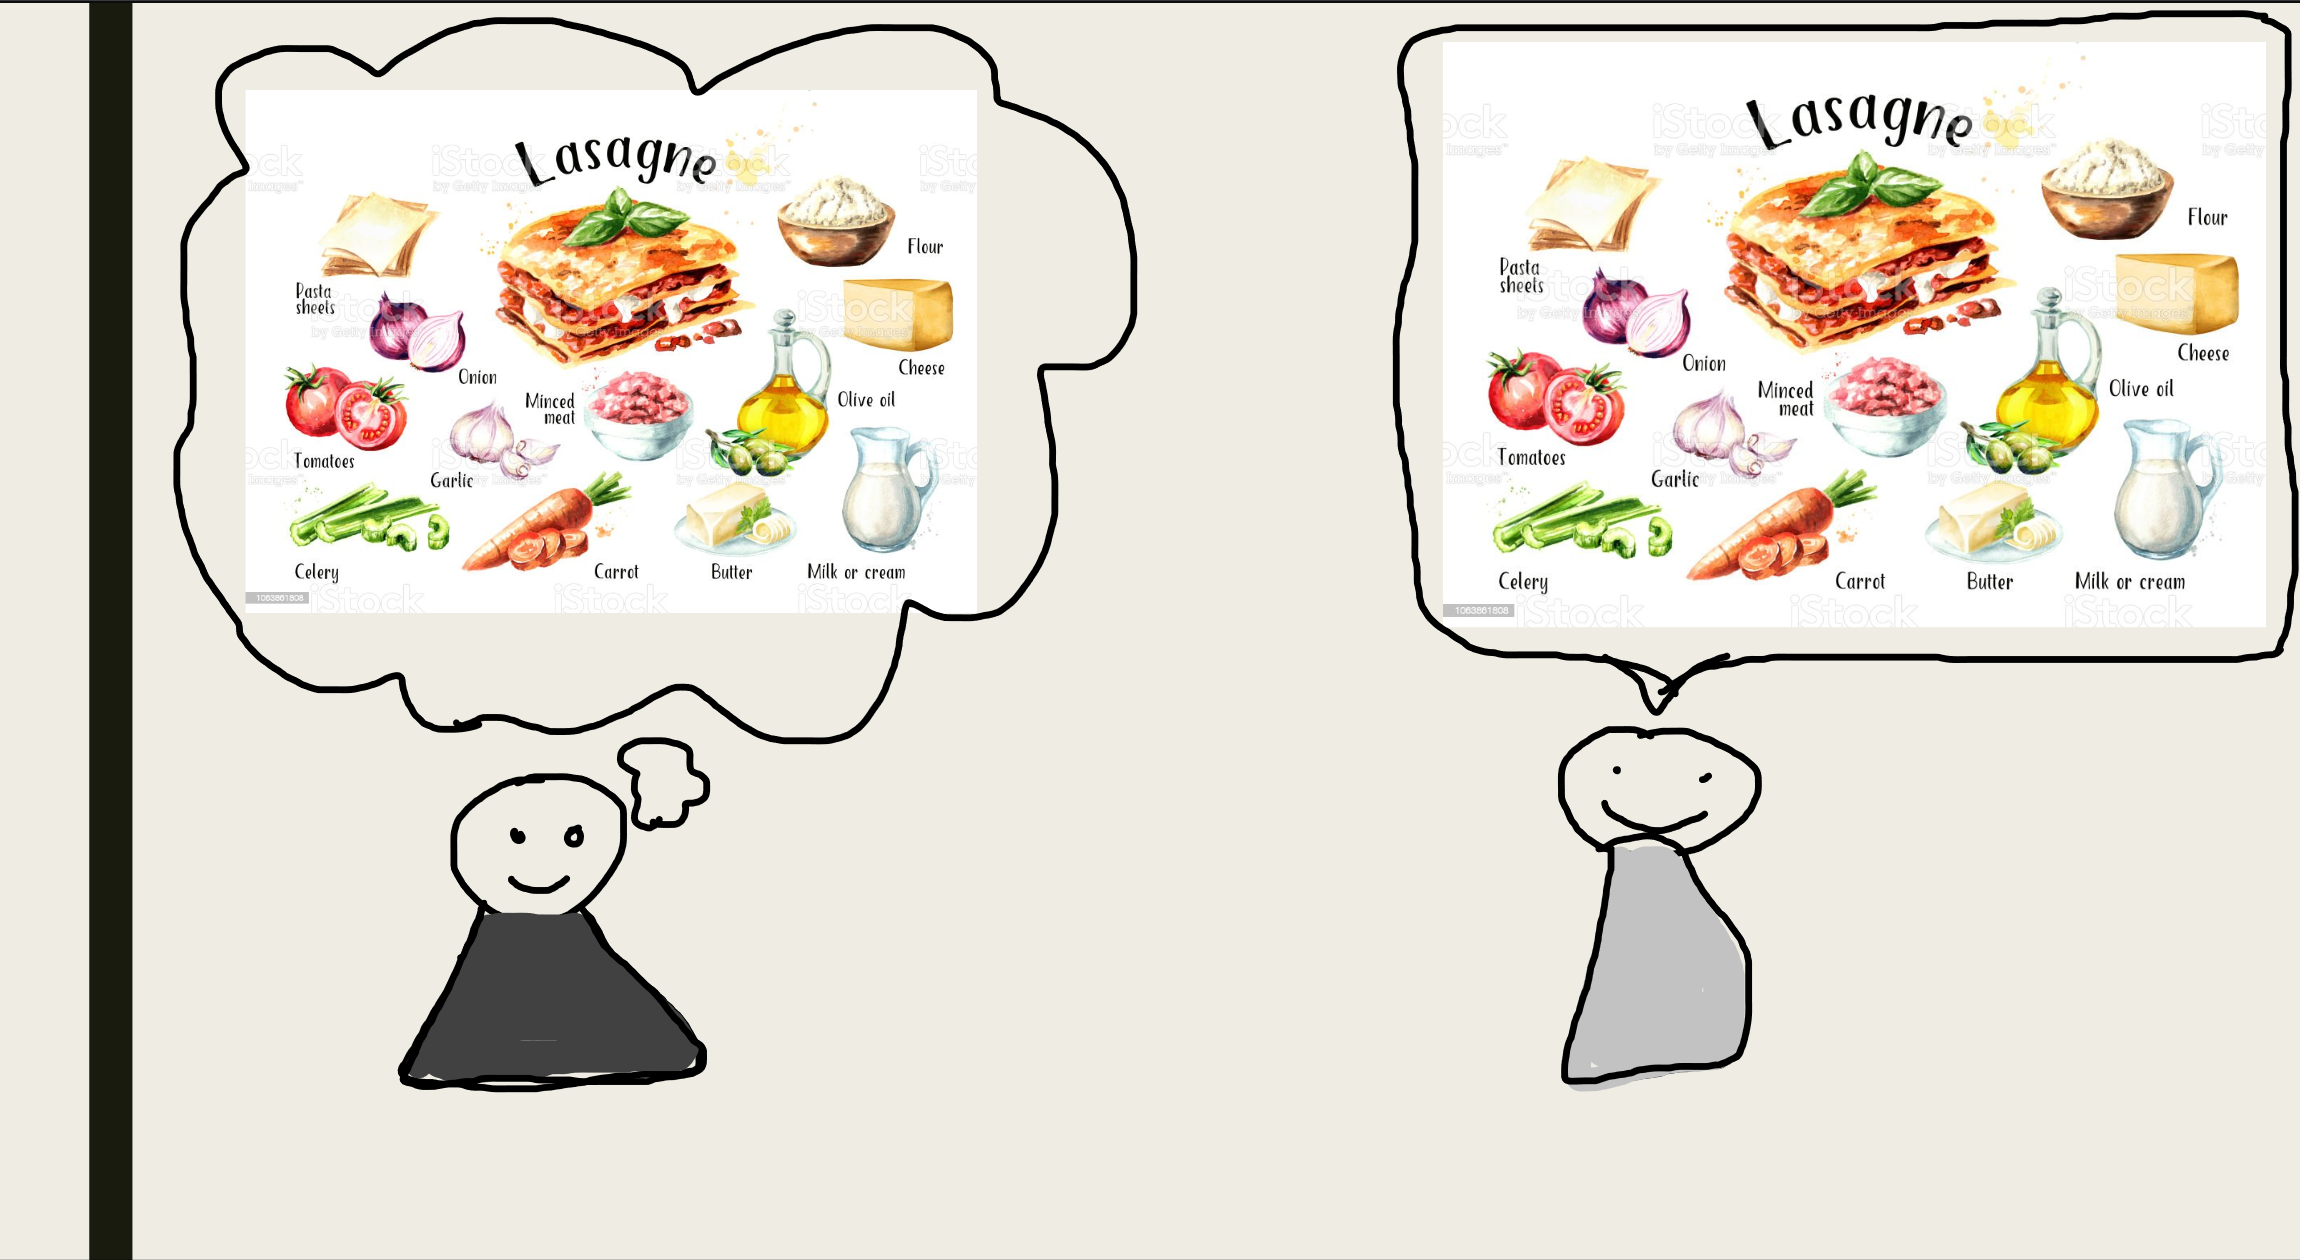 Lasagne
Flour
Pasta
sheets
Cheese
Onion
Minced
meat
Olive oil
Tomatoes
Garlic
Celery
Carrot
Butter
Milk or cream
1063861808
iStock
by Getty Images™
Lasagne
Flour
Pasta
sheets
Cheese
Onion
Minced
meat
Olive oil
Tomatoes
Garlic
Celery
Carrot
Butter
Milk or cream
1063861808
iStock
by Getty Images™